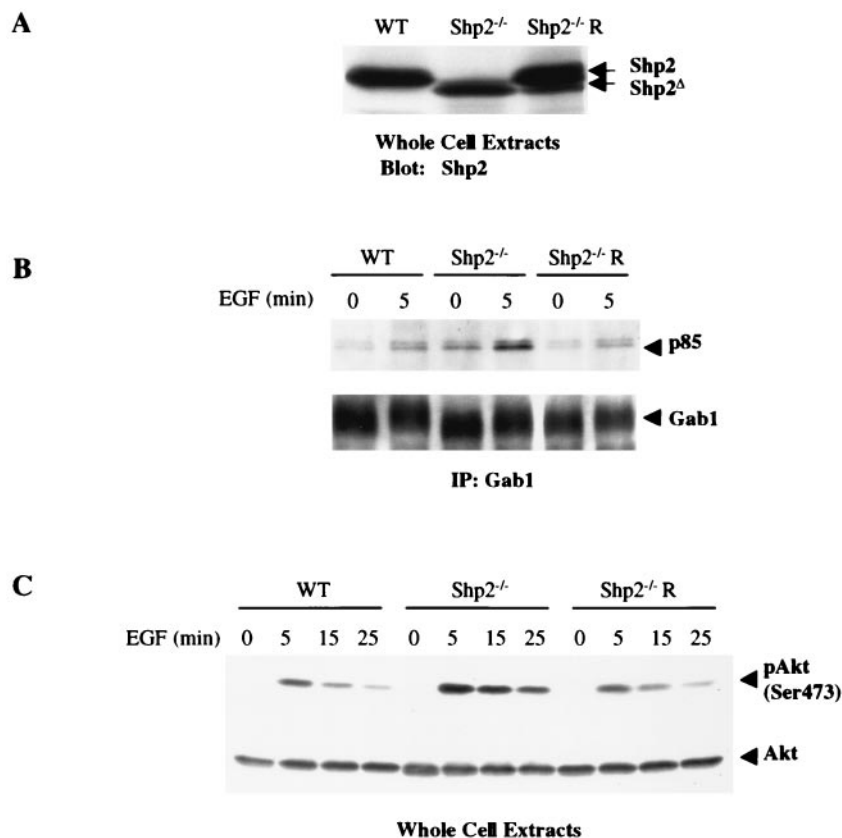 A
WT Shp2-/- Shp2-/- R
Shp2
Shp2Δ
Whole Cell Extracts
Blot: Shp2
B
WT Shp2-/- Shp2-/- R
EGF (min) 0 5 0 5 0 5
p85
Gab1
IP: Gab1
C
WT Shp2-/- Shp2-/- R
EGF (min) 0 5 15 25 0 5 15 25 0 5 15 25
pAkt
(Ser473)
Akt
Whole Cell Extracts